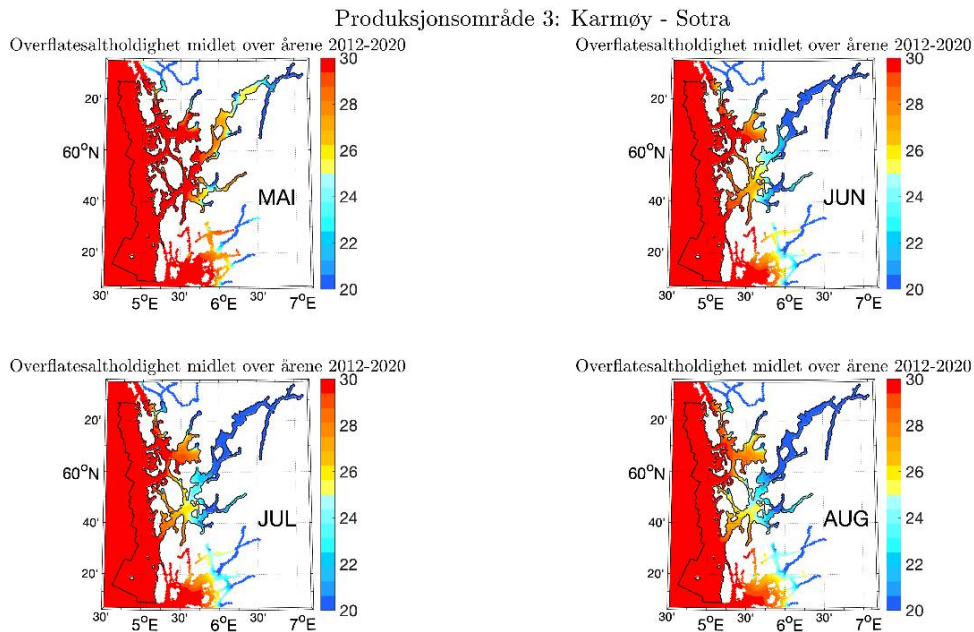 Produksjonsområde 3: Karmøy - Sotra
Overflatesaltholdighet midlet over årene 2012-2020
30
28
26
24
22
20
20'
60°N
40'
20'
MAI
30'
5°E
30'
6°E
30'
7°E
Overflatesaltholdighet midlet over årene 2012-2020
30
28
26
24
22
20
20'
60°N
40'
20'
JUN
30'
5°E
30'
6°E
30'
7°E
Overflatesaltholdighet midlet over årene 2012-2020
30
28
26
24
22
20
20'
60°N
40'
20'
JUL
30'
5°E
30'
6°E
30'
7°E
Overflatesaltholdighet midlet over årene 2012-2020
30
28
26
24
22
20
20'
60°N
40'
20'
AUG
30'
5°E
30'
6°E
30'
7°E